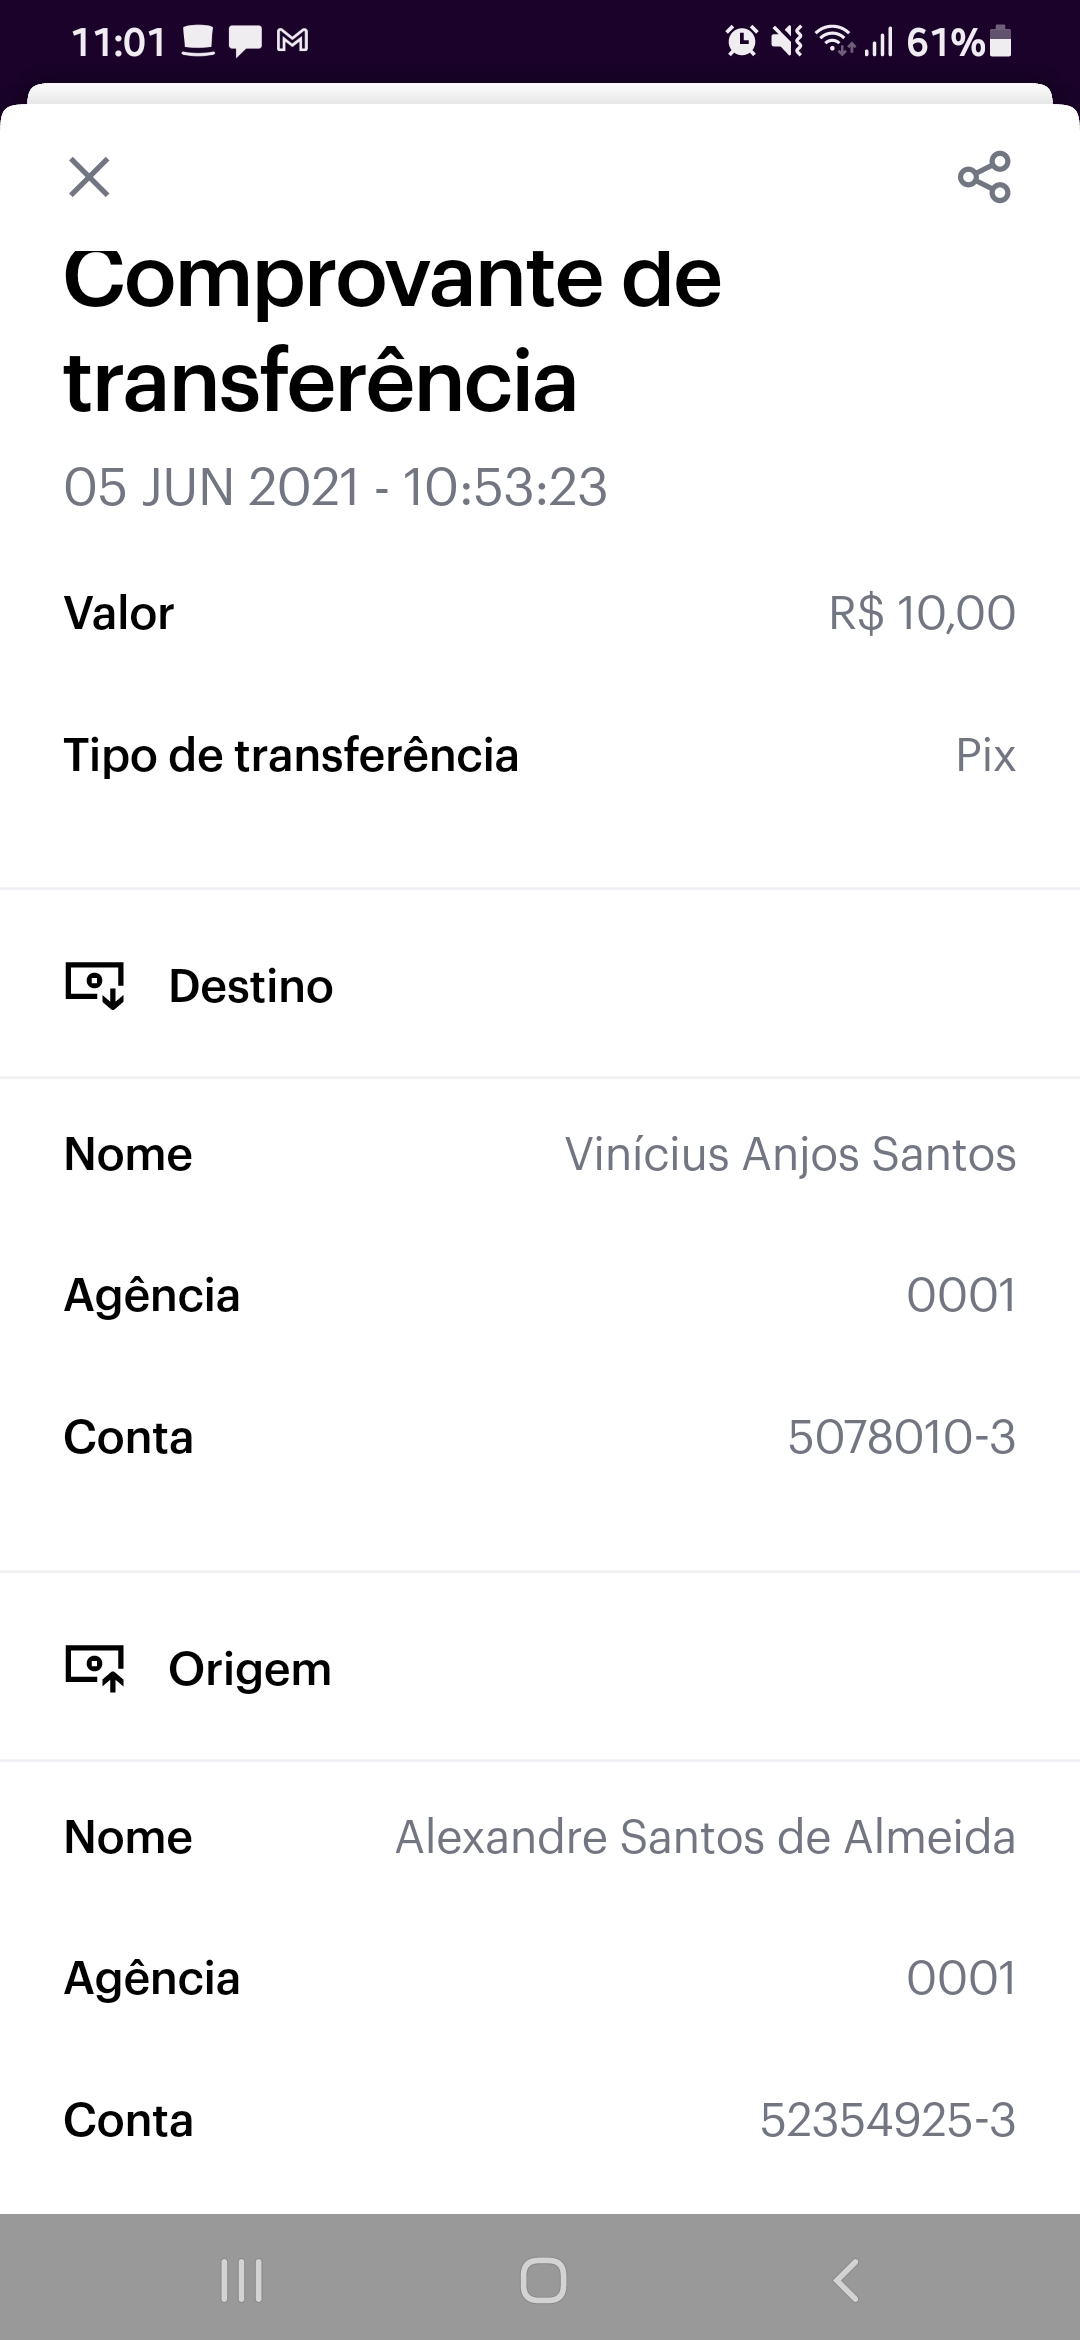 11:01 61%
Comprovante de
transferência
05 JUN 2021 - 10:53:23
Valor R$ 10,00
Tipo de transferência Pix
Destino
Nome Vinícius Anjos Santos
Agência 0001
Conta 5078010-3
Origem
Nome Alexandre Santos de Almeida
Agência 0001
Conta 52354925-3